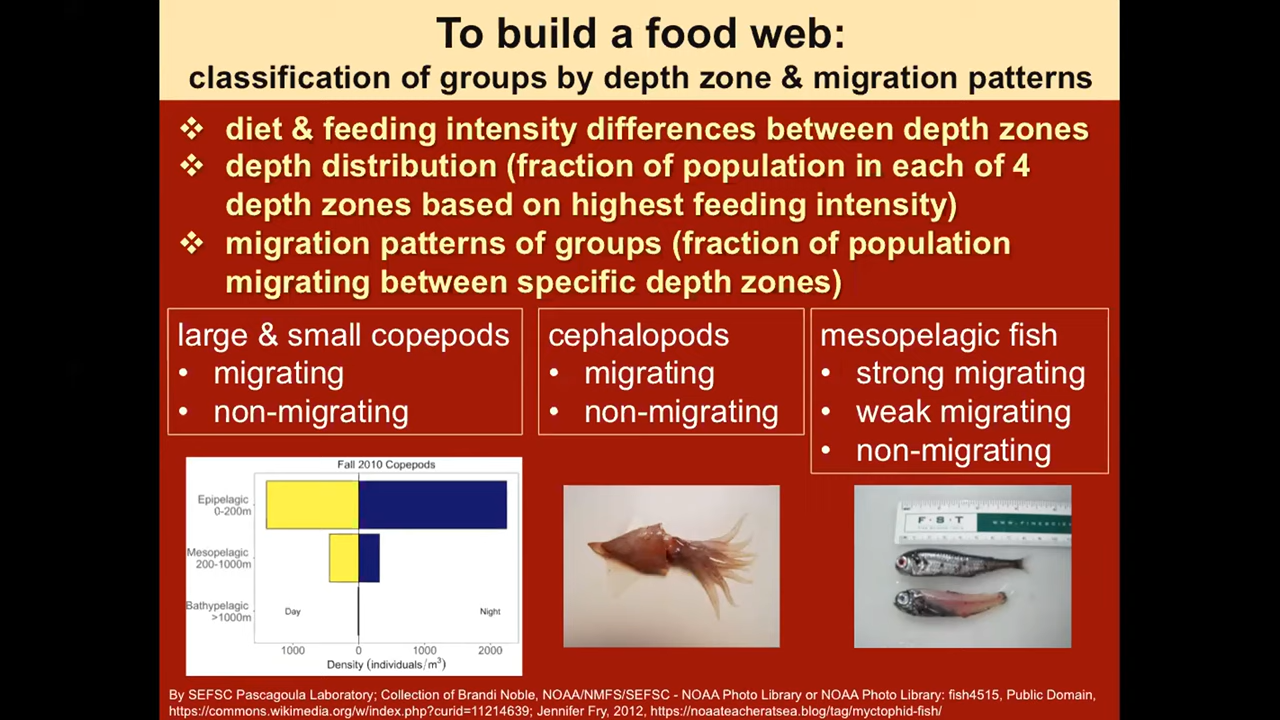 To build a food web:
classification of groups by depth zone & migration patterns
❖ diet & feeding intensity differences between depth zones
❖ depth distribution (fraction of population in each of 4
depth zones based on highest feeding intensity)
❖ migration patterns of groups (fraction of population
migrating between specific depth zones)
large & small copepods
• migrating
• non-migrating
cephalopods
• migrating
• non-migrating
mesopelagic fish
• strong migrating
• weak migrating
• non-migrating
Fall 2010 Copepods
Epipelagic
0-200m
Mesopelagic
200-1000m
Bathypelagic
>1000m
Day
Night
1000 0 1000 2000
Density (individuals/m³)
F·S·T
By SEFSC Pascagoula Laboratory; Collection of Brandi Noble, NOAA/NMFS/SEFSC - NOAA Photo Library or NOAA Photo Library: fish4515, Public Domain,
https://commons.wikimedia.org/w/index.php?curid=11214639; Jennifer Fry, 2012, https://noaateacheratsea.blog/tag/myctophid-fish/